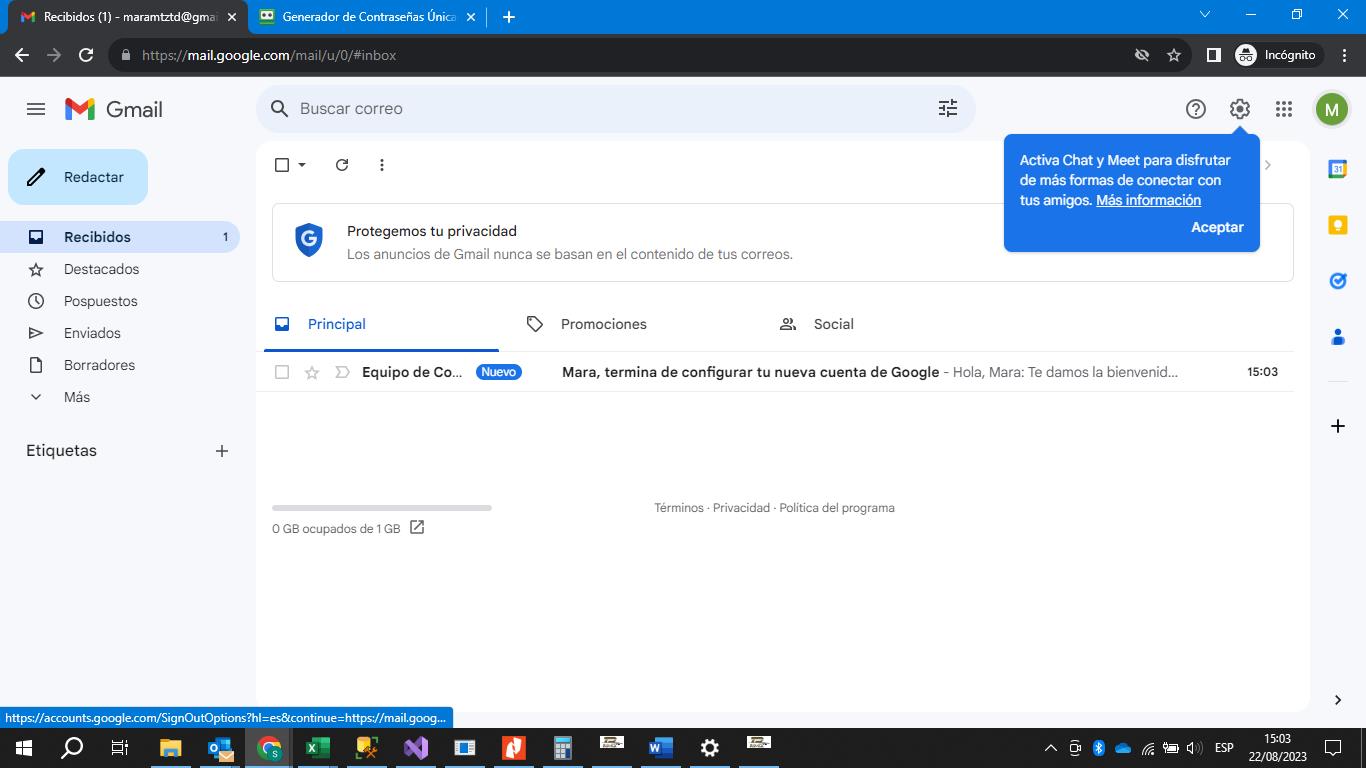 Recibidos (1) - maramtztd@gmai
Generador de Contraseñas Única
https://mail.google.com/mail/u/0/#inbox
Incógnito
Gmail
Buscar correo
M
Activa Chat y Meet para disfrutar
de más formas de conectar con
tus amigos. Más información
Aceptar
Redactar
Recibidos 1
Destacados
Pospuestos
Enviados
Borradores
Más
Etiquetas
Protegemos tu privacidad
Los anuncios de Gmail nunca se basan en el contenido de tus correos.
Principal
Promociones
Social
Equipo de Co... Nuevo Mara, termina de configurar tu nueva cuenta de Google - Hola, Mara: Te damos la bienvenid... 15:03
0 GB ocupados de 1 GB
Términos · Privacidad · Política del programa
31
https://accounts.google.com/SignOutOptions?hl=es&continue=https://mail.goog...
ESP
15:03
22/08/2023